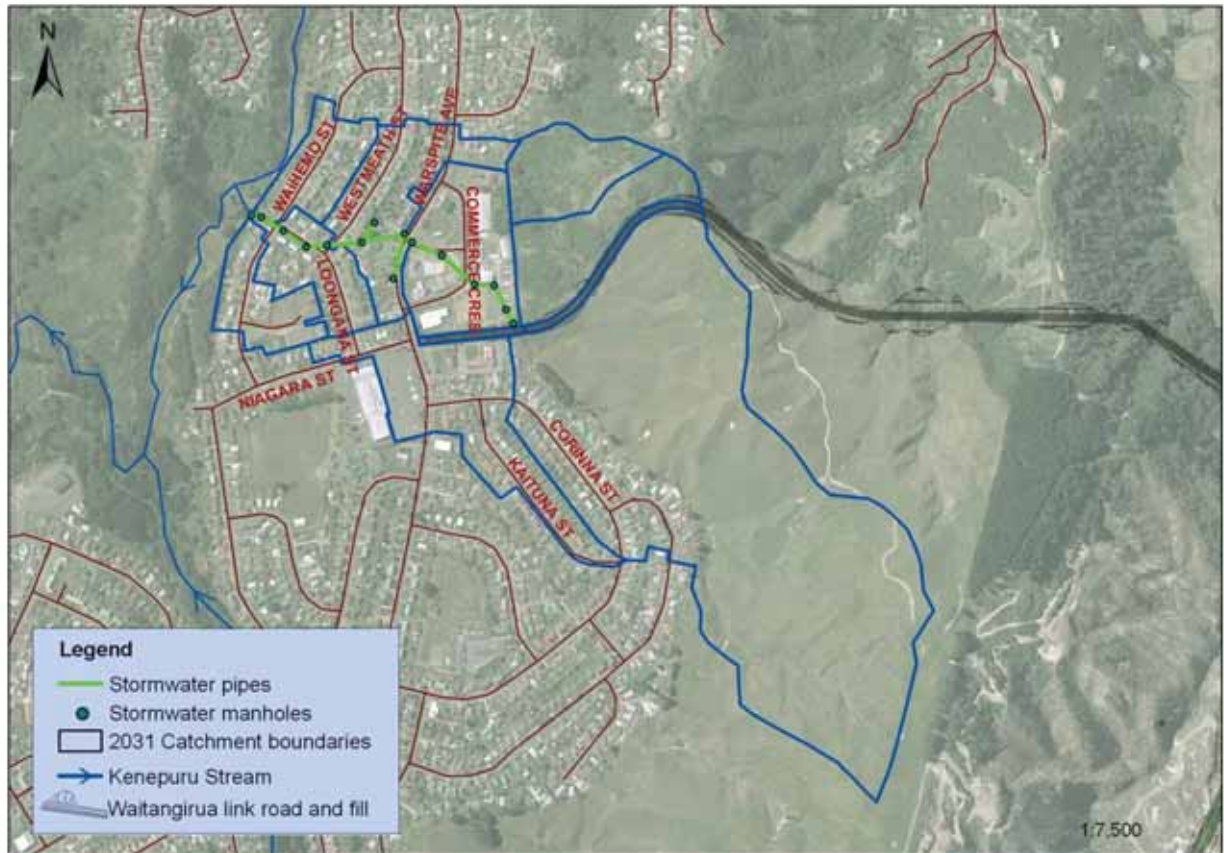 N
WAIHEMO ST
WESTMEATH ST
WARSPITE AVE
COMMERCE CRES
LOONGANA ST
NIAGARA ST
CORINNA ST
KAITUNA ST
Legend
Stormwater pipes
Stormwater manholes
2031 Catchment boundaries
Kenepuru Stream
Waitangirua link road and fill
1:7,500